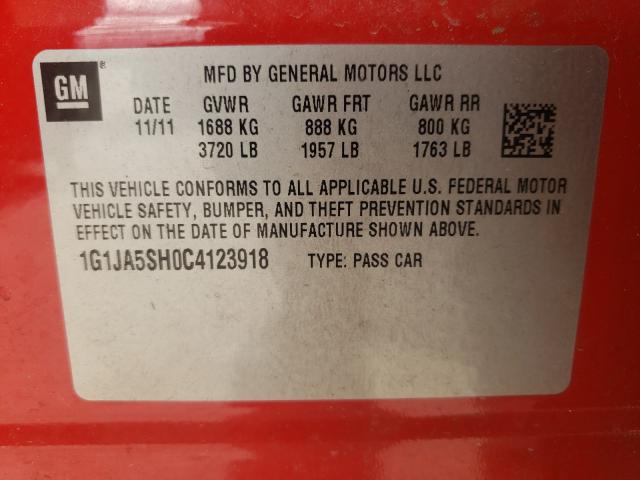 GM ®
MFD BY GENERAL MOTORS LLC
DATE GVWR GAWR FRT GAWR RR
11/11 1688 KG 888 KG 800 KG
3720 LB 1957 LB 1763 LB
THIS VEHICLE CONFORMS TO ALL APPLICABLE U.S. FEDERAL MOTOR
VEHICLE SAFETY, BUMPER, AND THEFT PREVENTION STANDARDS IN
EFFECT ON THE DATE OF MANUFACTURE SHOWN ABOVE.
1G1JA5SH0C4123918 TYPE: PASS CAR